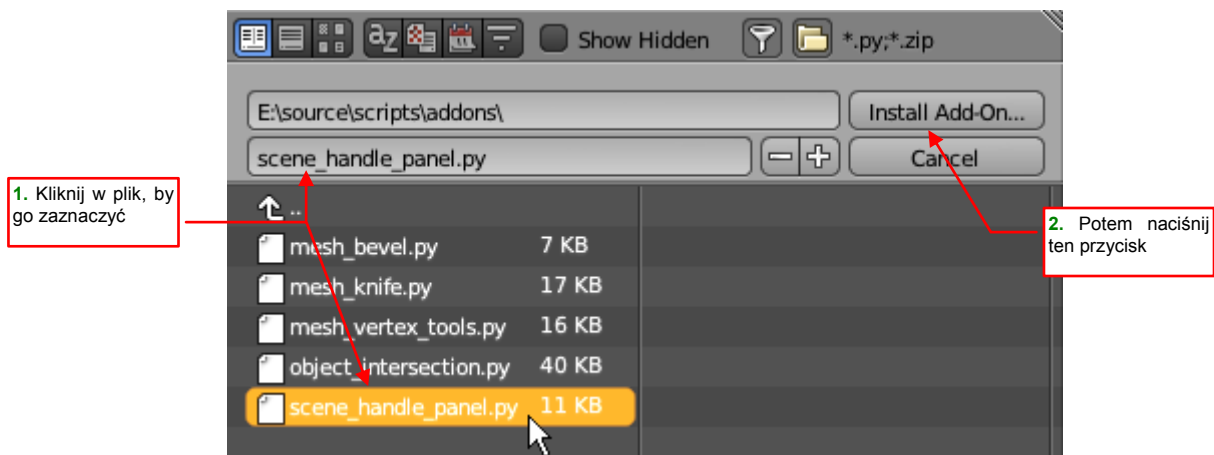 Show Hidden *.py;*.zip
E:\source\scripts\addons\ Install Add-On...
scene_handle_panel.py Cancel
1. Kliknij w plik, by
go zaznaczyć
..
mesh_bevel.py 7 KB
mesh_knife.py 17 KB
mesh_vertex_tools.py 16 KB
object_intersection.py 40 KB
scene_handle_panel.py 11 KB
2. Potem naciśnij
ten przycisk